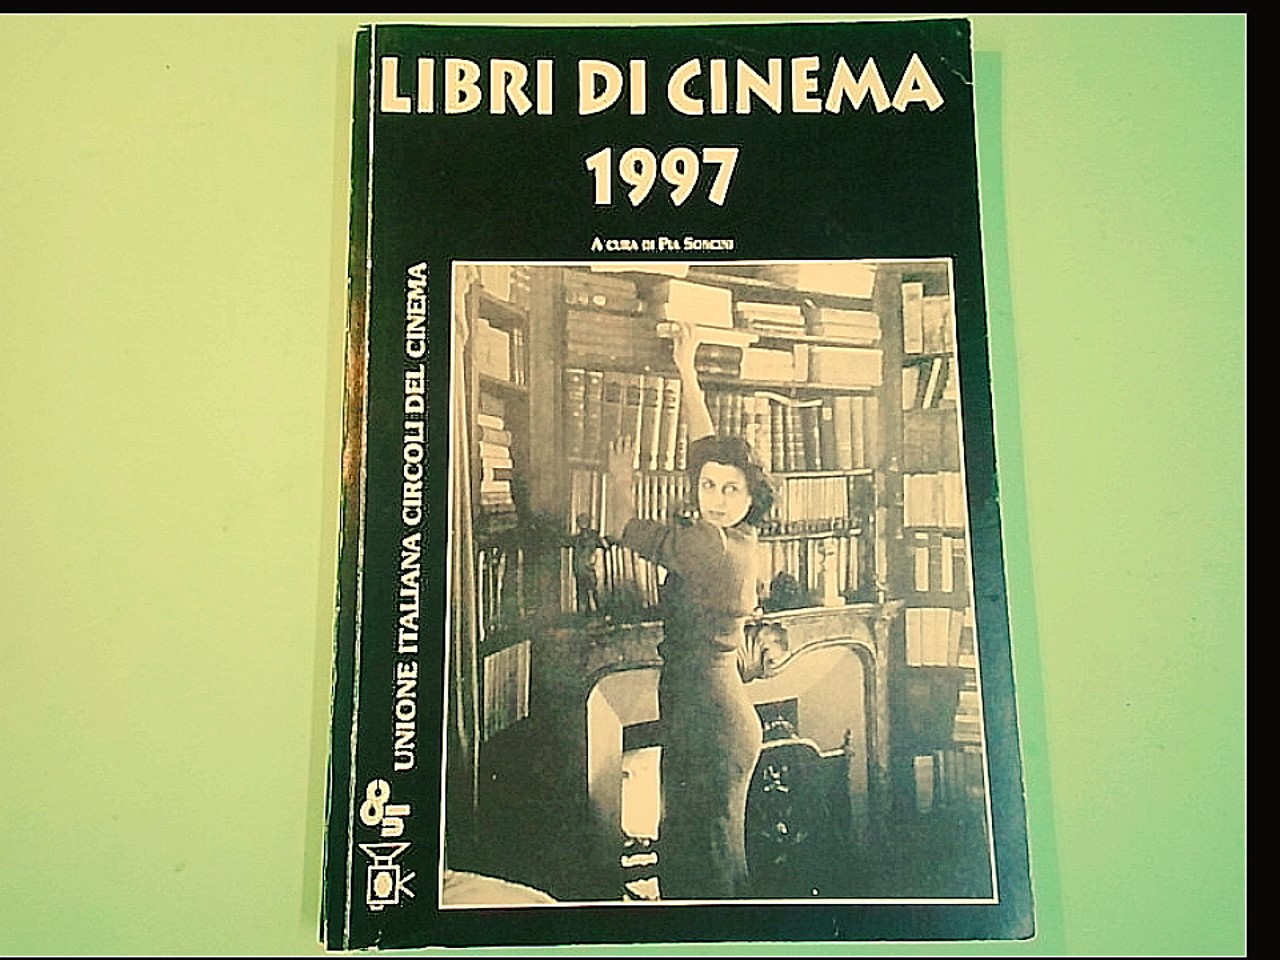 LIBRI DI CINEMA
1997
A CURA DI PIA SONCINI
UNIONE ITALIANA CIRCOLI DEL CINEMA